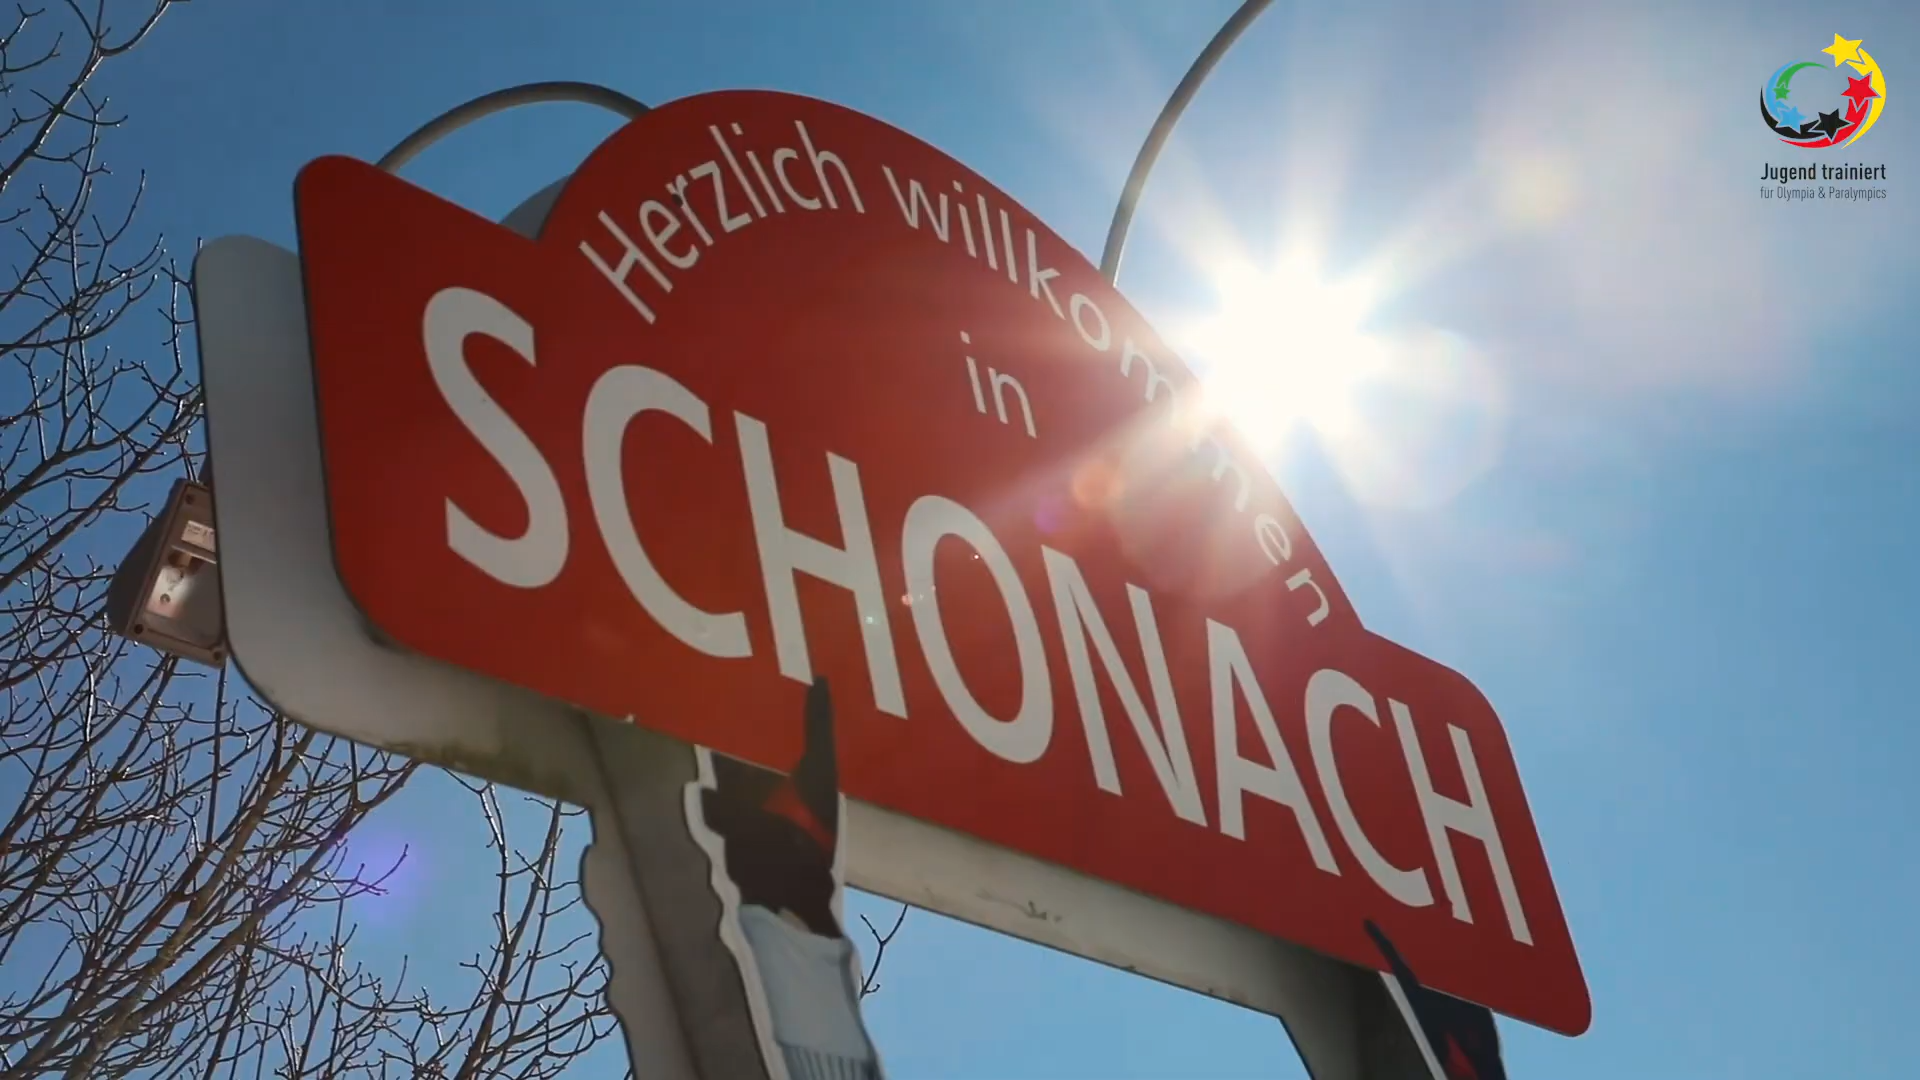 Herzlich willkommen
in
SCHONACH
Jugend trainiert
für Olympia & Paralympics